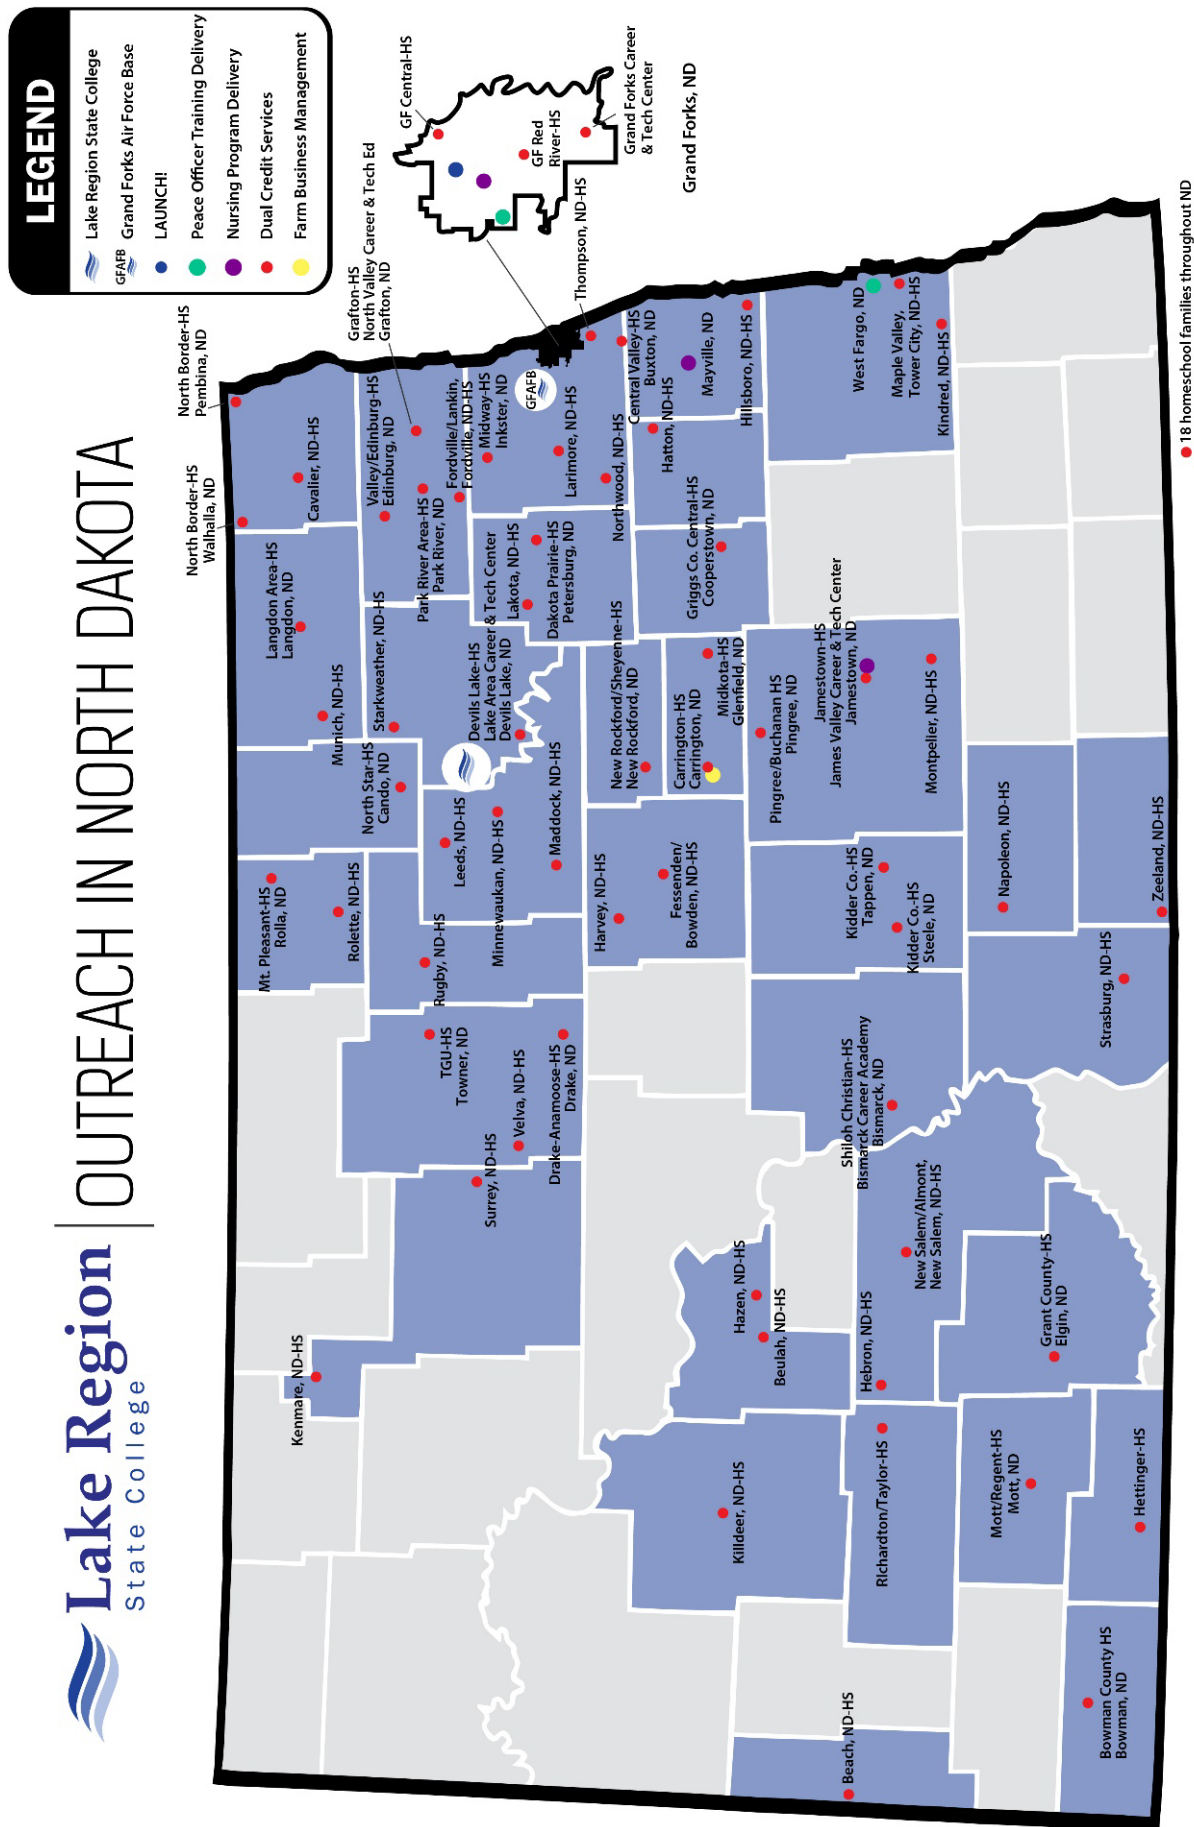 Lake Region
State College
OUTREACH IN NORTH DAKOTA
LEGEND
Lake Region State College
GFAFB
Grand Forks Air Force Base
LAUNCH!
Peace Officer Training Delivery
Nursing Program Delivery
Dual Credit Services
Farm Business Management
Kenmare, ND-HS
Surrey, ND-HS
Velva, ND-HS
TGU-HS
Towner, ND
Drake-Anamoose-HS
Drake, ND
Mt. Pleasant-HS
Rolla, ND
Rolette, ND-HS
Rugby, ND-HS
North Star-HS
Cando, ND
Leeds, ND-HS
Minnewaukan, ND-HS
Maddock, ND-HS
Munich, ND-HS
Langdon Area-HS
Langdon, ND
Starkweather, ND-HS
Devils Lake-HS
Lake Area Career & Tech Center
Devils Lake, ND
North Border-HS
Walhalla, ND
North Border-HS
Pembina, ND
Cavalier, ND-HS
Valley/Edinburg-HS
Edinburg, ND
Park River Area-HS
Park River, ND
Grafton-HS
North Valley Career & Tech Ed
Grafton, ND
Fordville/Lankin,
Fordville, ND-HS
Midway-HS
Inkster, ND
GFAFB
Larimore, ND-HS
Northwood, ND-HS
Lakota, ND-HS
Dakota Prairie-HS
Petersburg, ND
Thompson, ND-HS
GF Central-HS
GF Red
River-HS
Grand Forks Career
& Tech Center
Grand Forks, ND
Central Valley-HS
Buxton, ND
Mayville, ND
Hatton, ND-HS
Hillsboro, ND-HS
Griggs Co. Central-HS
Cooperstown, ND
New Rockford/Sheyenne-HS
New Rockford, ND
Carrington-HS
Carrington, ND
Midkota-HS
Glenfield, ND
Harvey, ND-HS
Fessenden/
Bowden, ND-HS
Pingree/Buchanan HS
Pingree, ND
Jamestown-HS
James Valley Career & Tech Center
Jamestown, ND
Montpelier, ND-HS
West Fargo, ND
Maple Valley,
Tower City, ND-HS
Kindred, ND-HS
Kidder Co.-HS
Tappen, ND
Kidder Co.-HS
Steele, ND
Napoleon, ND-HS
Zeeland, ND-HS
Strasburg, ND-HS
Shiloh Christian-HS
Bismarck Career Academy
Bismarck, ND
New Salem/Almont,
New Salem, ND-HS
Hebron, ND-HS
Hazen, ND-HS
Beulah, ND-HS
Grant County-HS
Elgin, ND
Killdeer, ND-HS
RIchardton/Taylor-HS
Mott/Regent-HS
Mott, ND
Hettinger-HS
Beach, ND-HS
Bowman County HS
Bowman, ND
18 homeschool families throughout ND